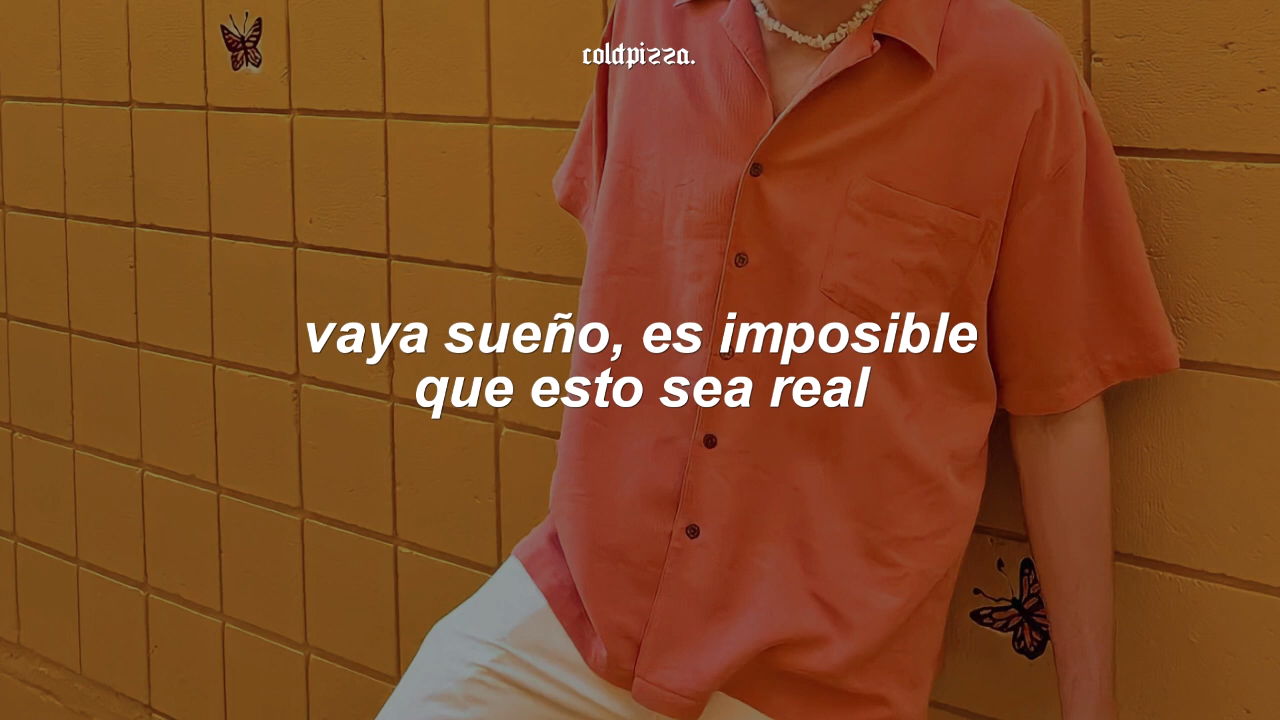 coldpizza.
vaya sueño, es imposible
que esto sea real